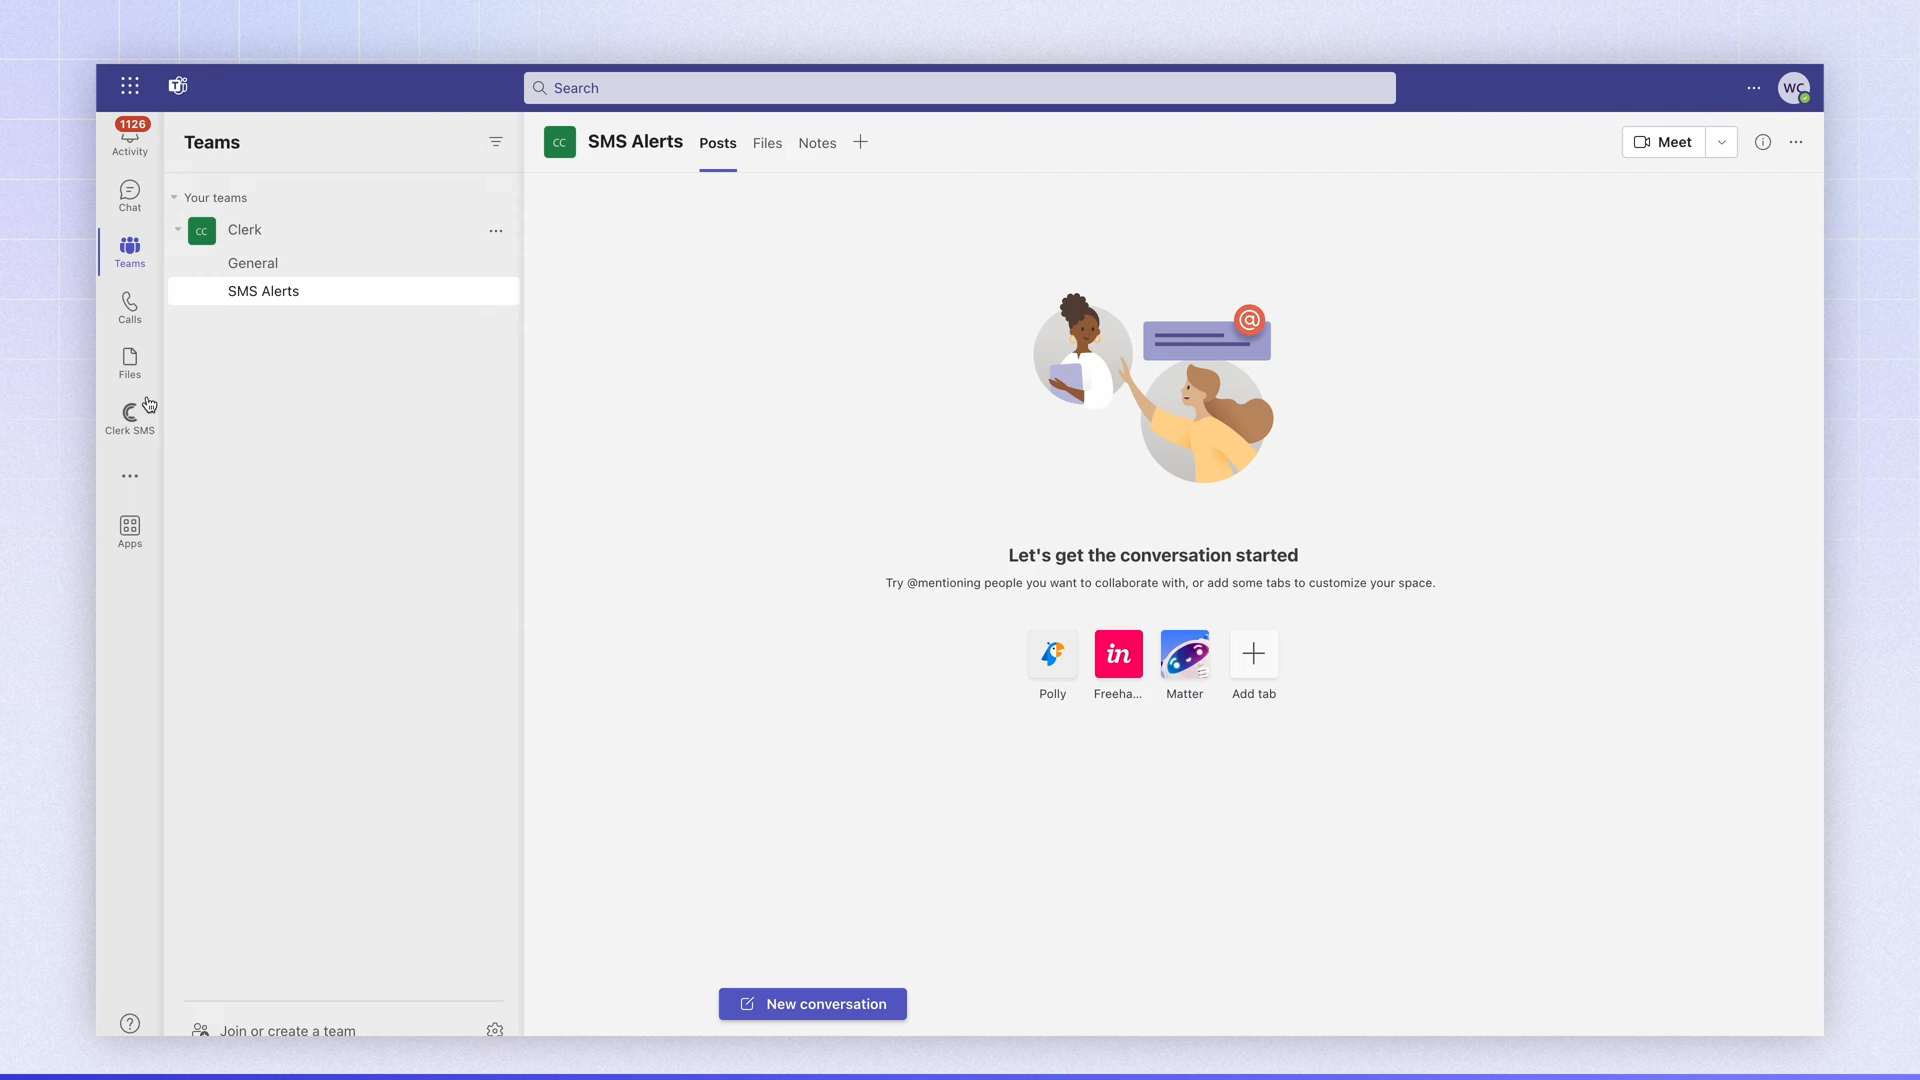 Search
WC
1126
Activity
Teams
CC
SMS Alerts
Posts
Files
Notes
Meet
Chat
Your teams
CC
Clerk
Teams
General
SMS Alerts
Calls
Files
Clerk SMS
Apps
@
Let's get the conversation started
Try @mentioning people you want to collaborate with, or add some tabs to customize your space.
in
Polly
Freeha...
Matter
Add tab
New conversation
Join or create a team